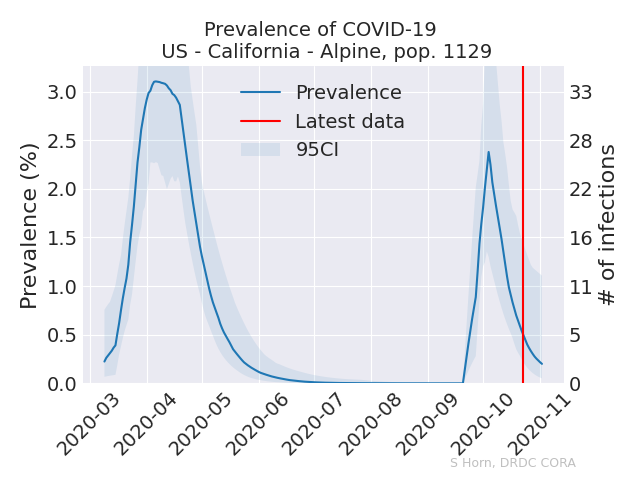 Prevalence of COVID-19
US - California - Alpine, pop. 1129
Prevalence
Latest data
95CI
Prevalence (%)
3.0
2.5
2.0
1.5
1.0
0.5
0.0
33
28
22
16
11
5
0
# of infections
2020-03
2020-04
2020-05
2020-06
2020-07
2020-08
2020-09
2020-10
2020-11
S Horn, DRDC CORA